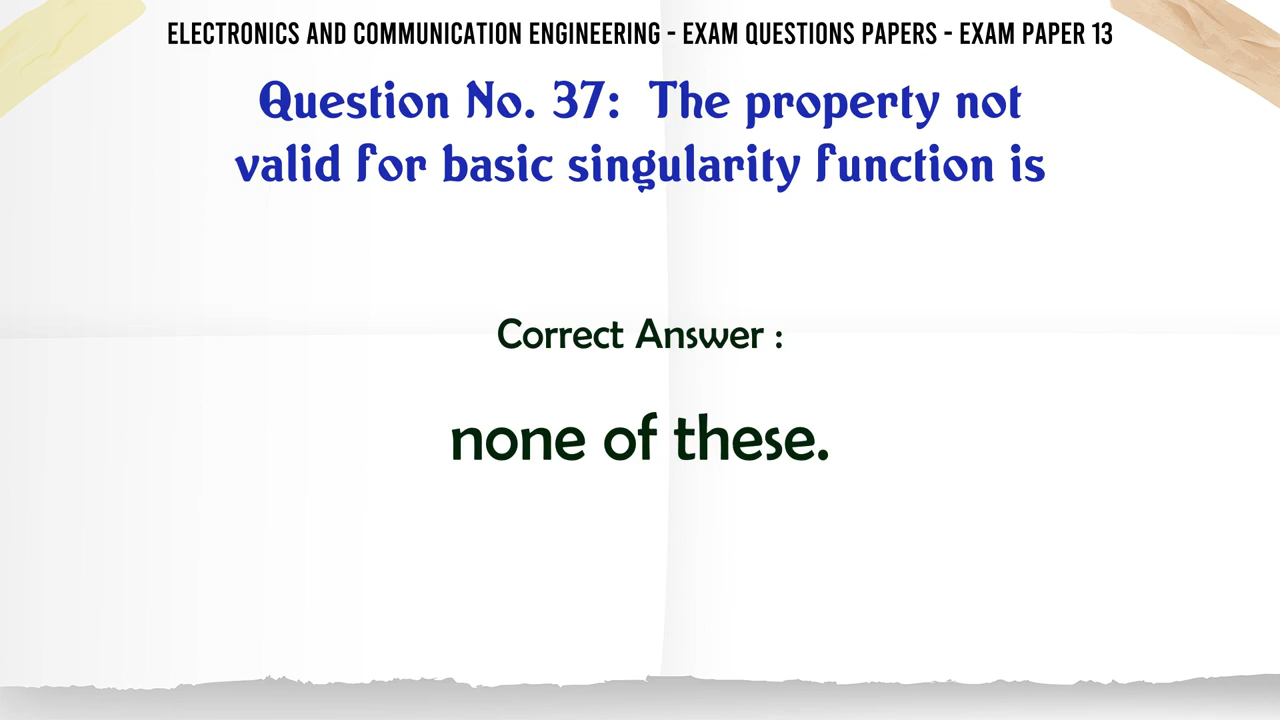 ELECTRONICS AND COMMUNICATION ENGINEERING - EXAM QUESTIONS PAPERS - EXAM PAPER 13
Question No. 37: The property not
valid for basic singularity function is
Correct Answer :
none of these.